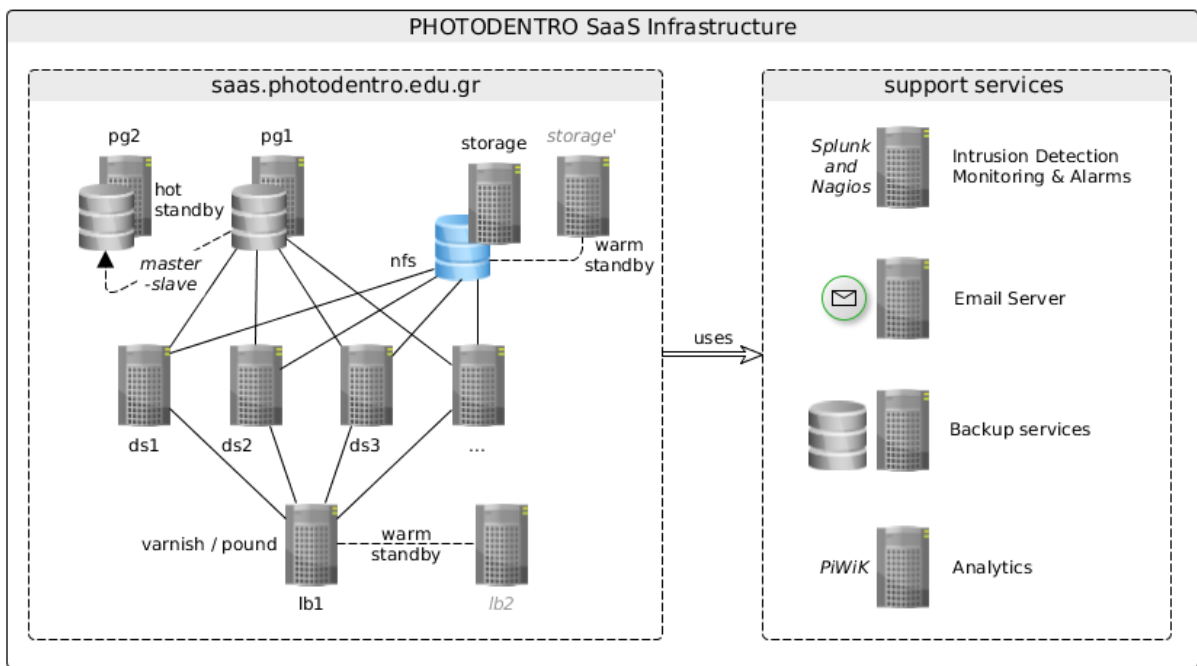 PHOTODENTRO SaaS Infrastructure
saas.photodentro.edu.gr
pg2
pg1
storage
storage'
hot
standby
master
-slave
nfs
warm
standby
ds1
ds2
ds3
...
varnish / pound
warm
standby
lb1
lb2
uses
support services
Splunk
and
Nagios
Intrusion Detection
Monitoring & Alarms
Email Server
Backup services
PiWiK
Analytics